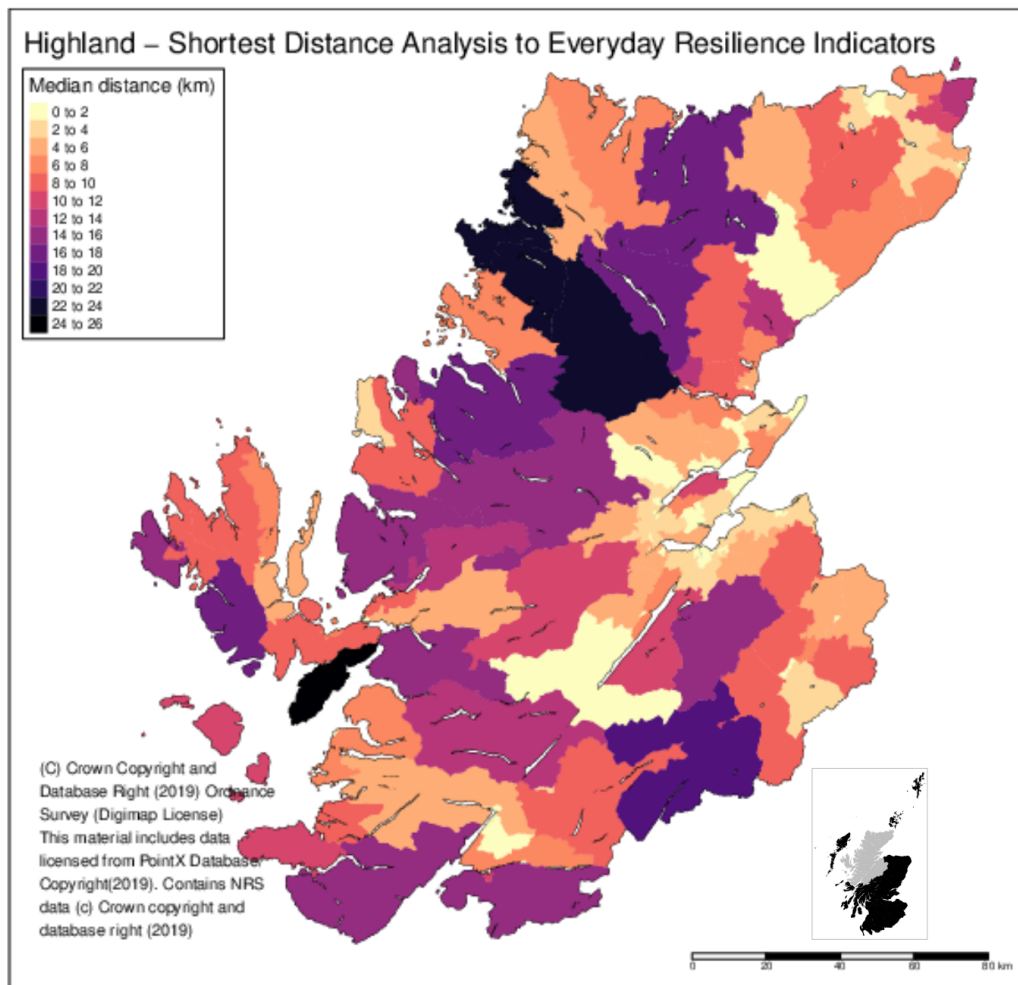 Highland – Shortest Distance Analysis to Everyday Resilience Indicators
Median distance (km)
0 to 2
2 to 4
4 to 6
6 to 8
8 to 10
10 to 12
12 to 14
14 to 16
16 to 18
18 to 20
20 to 22
22 to 24
24 to 26
(C) Crown Copyright and
Database Right (2019) Ordnance
Survey (Digimap License)
This material includes data
licensed from PointX Database/
Copyright(2019). Contains NRS
data (c) Crown copyright and
database right (2019)
0 20 40 60 80 km